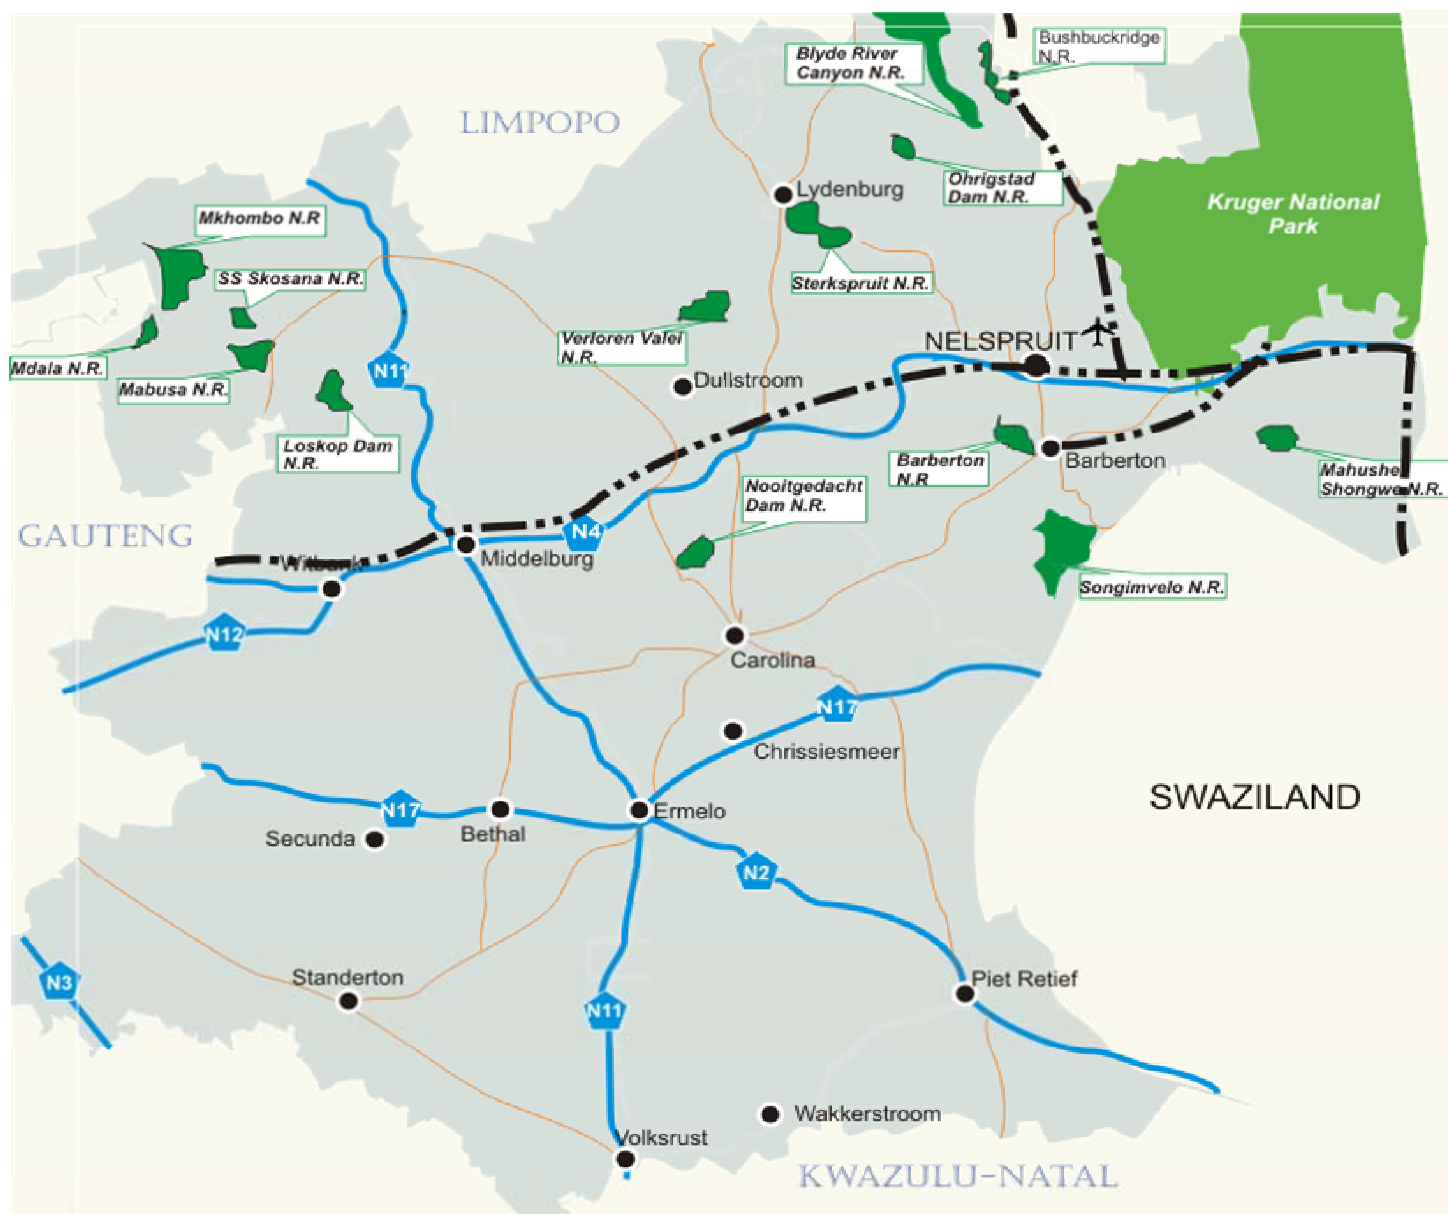 Bushbuckridge
N.R.
Blyde River
Canyon N.R.
LIMPOPO
Ohrigstad
Dam N.R.
Lydenburg
Kruger National
Park
Mkhombo N.R
SS Skosana N.R.
Sterkspruit N.R.
Verloren Valei
N.R.
NELSPRUIT
Mdala N.R.
Mabusa N.R.
N11
Dullstroom
Loskop Dam
N.R.
Barberton
N.R
Barberton
Mahushe
Shongwe N.R.
Nooitgedacht
Dam N.R.
GAUTENG
N4
Witbank
Middelburg
Songimvelo N.R.
N12
Carolina
N17
Chrissiesmeer
SWAZILAND
N17
Ermelo
Bethal
Secunda
N2
N3
Standerton
Piet Retief
N11
Wakkerstroom
Volksrust
KWAZULU-NATAL